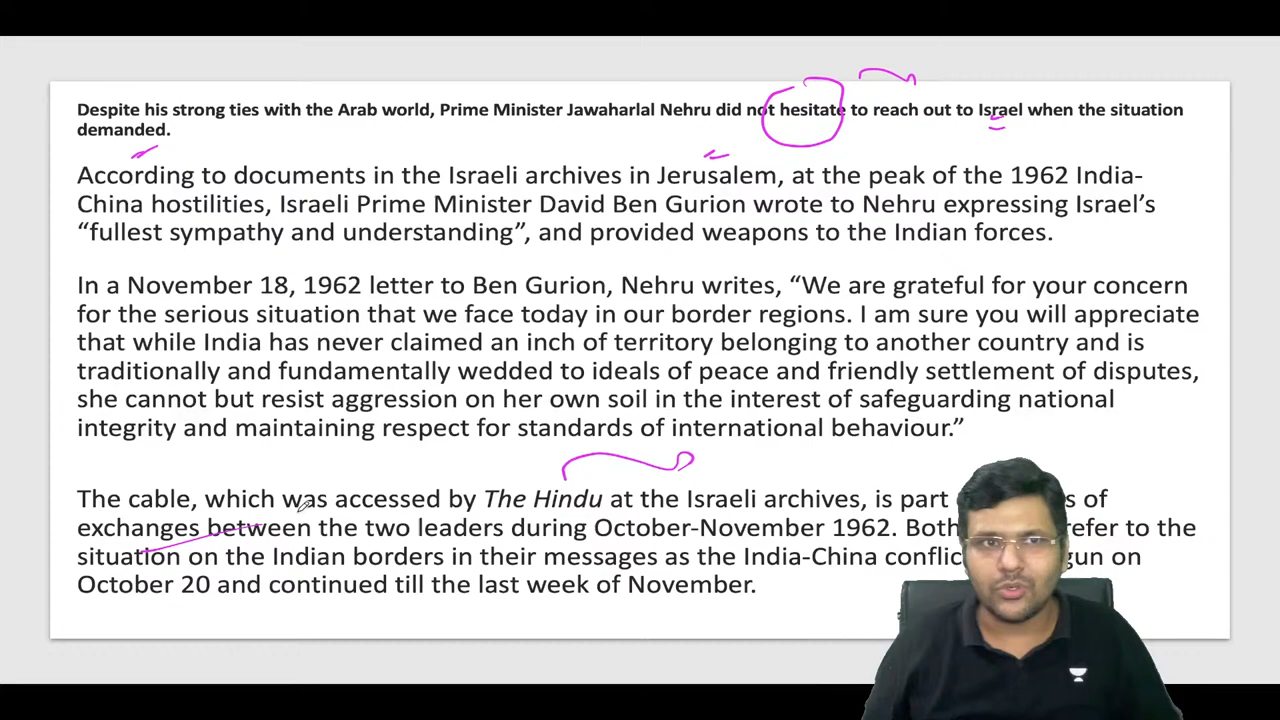 Despite his strong ties with the Arab world, Prime Minister Jawaharlal Nehru did not hesitate to reach out to Israel when the situation
demanded.
According to documents in the Israeli archives in Jerusalem, at the peak of the 1962 India-
China hostilities, Israeli Prime Minister David Ben Gurion wrote to Nehru expressing Israel’s
“fullest sympathy and understanding”, and provided weapons to the Indian forces.
In a November 18, 1962 letter to Ben Gurion, Nehru writes, “We are grateful for your concern
for the serious situation that we face today in our border regions. I am sure you will appreciate
that while India has never claimed an inch of territory belonging to another country and is
traditionally and fundamentally wedded to ideals of peace and friendly settlement of disputes,
she cannot but resist aggression on her own soil in the interest of safeguarding national
integrity and maintaining respect for standards of international behaviour.”
The cable, which was accessed by The Hindu at the Israeli archives, is part of
exchanges between the two leaders during October-November 1962. Both refer to the
situation on the Indian borders in their messages as the India-China on
October 20 and continued till the last week of November.